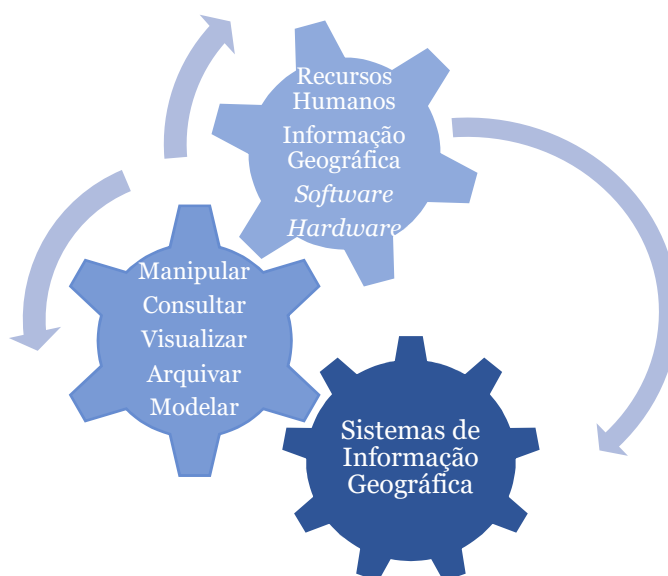 Recursos
Humanos
Informação
Geográfica
Software
Hardware
Manipular
Consultar
Visualizar
Arquivar
Modelar
Sistemas de
Informação
Geográfica